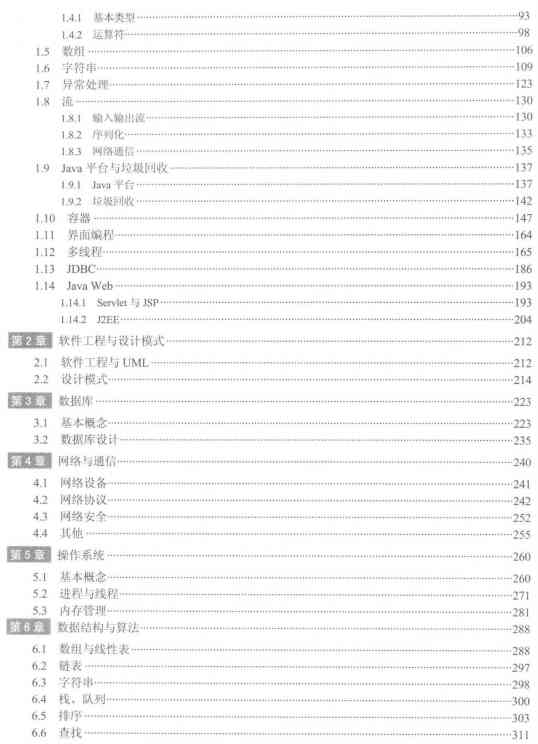 1.4.1 基本类型……93
1.4.2 运算符……98
1.5 数组……106
1.6 字符串……109
1.7 异常处理……123
1.8 流……130
1.8.1 输入输出流……130
1.8.2 序列化……133
1.8.3 网络通信……135
1.9 Java 平台与垃圾回收……137
1.9.1 Java 平台……137
1.9.2 垃圾回收……142
1.10 容器……147
1.11 界面编程……164
1.12 多线程……165
1.13 JDBC……186
1.14 Java Web……193
1.14.1 Servlet 与 JSP……193
1.14.2 J2EE……204
第 2 章 软件工程与设计模式……212
2.1 软件工程与 UML……212
2.2 设计模式……214
第 3 章 数据库……223
3.1 基本概念……223
3.2 数据库设计……235
第 4 章 网络与通信……240
4.1 网络设备……241
4.2 网络协议……242
4.3 网络安全……252
4.4 其他……255
第 5 章 操作系统……260
5.1 基本概念……260
5.2 进程与线程……271
5.3 内存管理……281
第 6 章 数据结构与算法……288
6.1 数组与线性表……288
6.2 链表……297
6.3 字符串……298
6.4 栈、队列……300
6.5 排序……303
6.6 查找……311